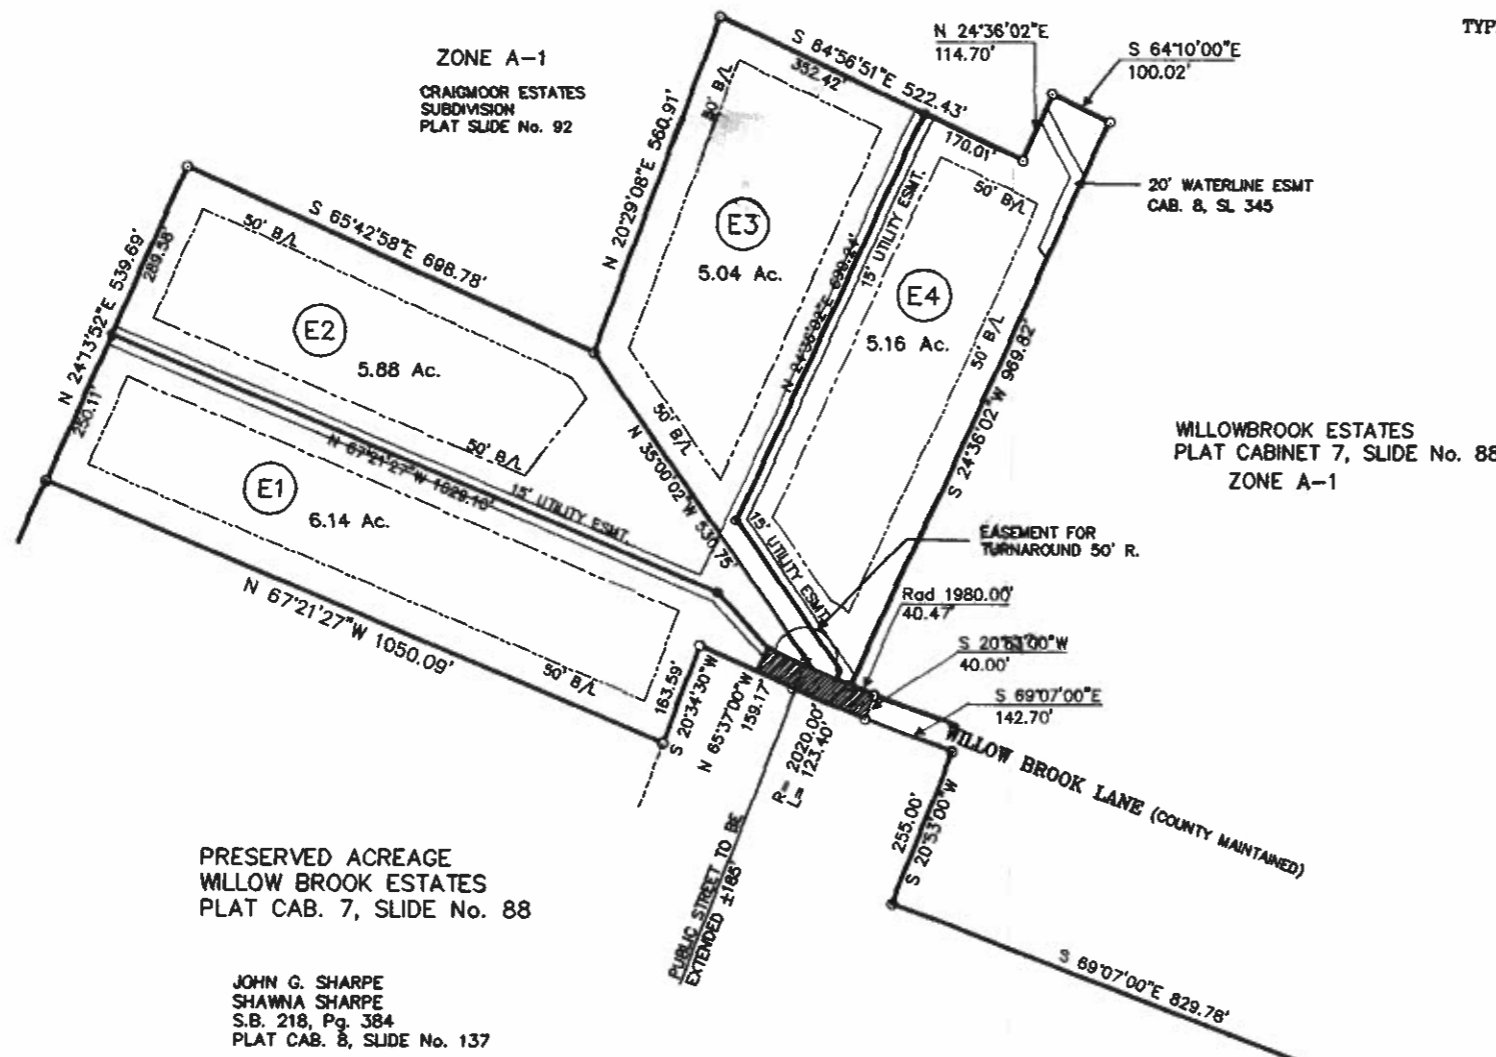 TYP
ZONE A-1
CRAIGMOOR ESTATES
SUBDIVISION
PLAT SLIDE No. 92
S 64°56'51"E 522.43'
352.42'
170.01'
N 24°36'02"E
114.70'
S 64°10'00"E
100.02'
20' WATERLINE ESMT
CAB. 8, SL 345
N 20°29'08"E 560.91'
50' B/L
E3
5.04 Ac.
50' B/L
N 24°36'02"E
15' UTILITY ESMT.
50' B/L
E4
5.16 Ac.
50' B/L
S 24°36'02"W 969.82'
S 65°42'58"E 698.78'
50' B/L
E2
5.88 Ac.
50' B/L
N 24°13'52"E 539.69'
289.58'
250.11'
N 67°21'27"W 1029.10'
15' UTILITY ESMT.
E1
6.14 Ac.
50' B/L
N 67°21'27"W 1050.09'
N 35°00'02"W 530.75'
15' UTILITY ESMT.
WILLOWBROOK ESTATES
PLAT CABINET 7, SLIDE No. 88
ZONE A-1
EASEMENT FOR
TURNAROUND 50' R.
Rad 1980.00'
40.47'
S 20°53'00"W
40.00'
S 69°07'00"E
142.70'
163.59'
S 20°34'30"W
N 65°37'00"W
159.17'
R= 2020.00'
L= 123.40'
WILLOW BROOK LANE (COUNTY MAINTAINED)
255.00'
S 20°53'00"W
PUBLIC STREET TO BE
EXTENDED ±185'
S 69°07'00"E 829.78'
PRESERVED ACREAGE
WILLOW BROOK ESTATES
PLAT CAB. 7, SLIDE No. 88
JOHN G. SHARPE
SHAWNA SHARPE
S.B. 218, Pg. 384
PLAT CAB. 8, SLIDE No. 137